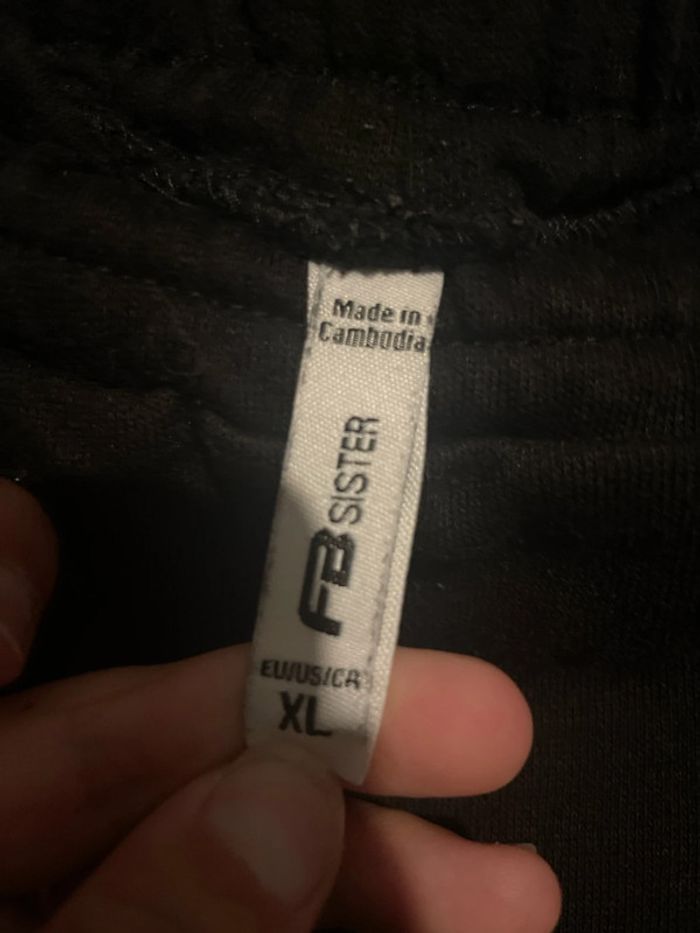 Made in
Cambodia
FB SISTER
EU/US/CA
XL